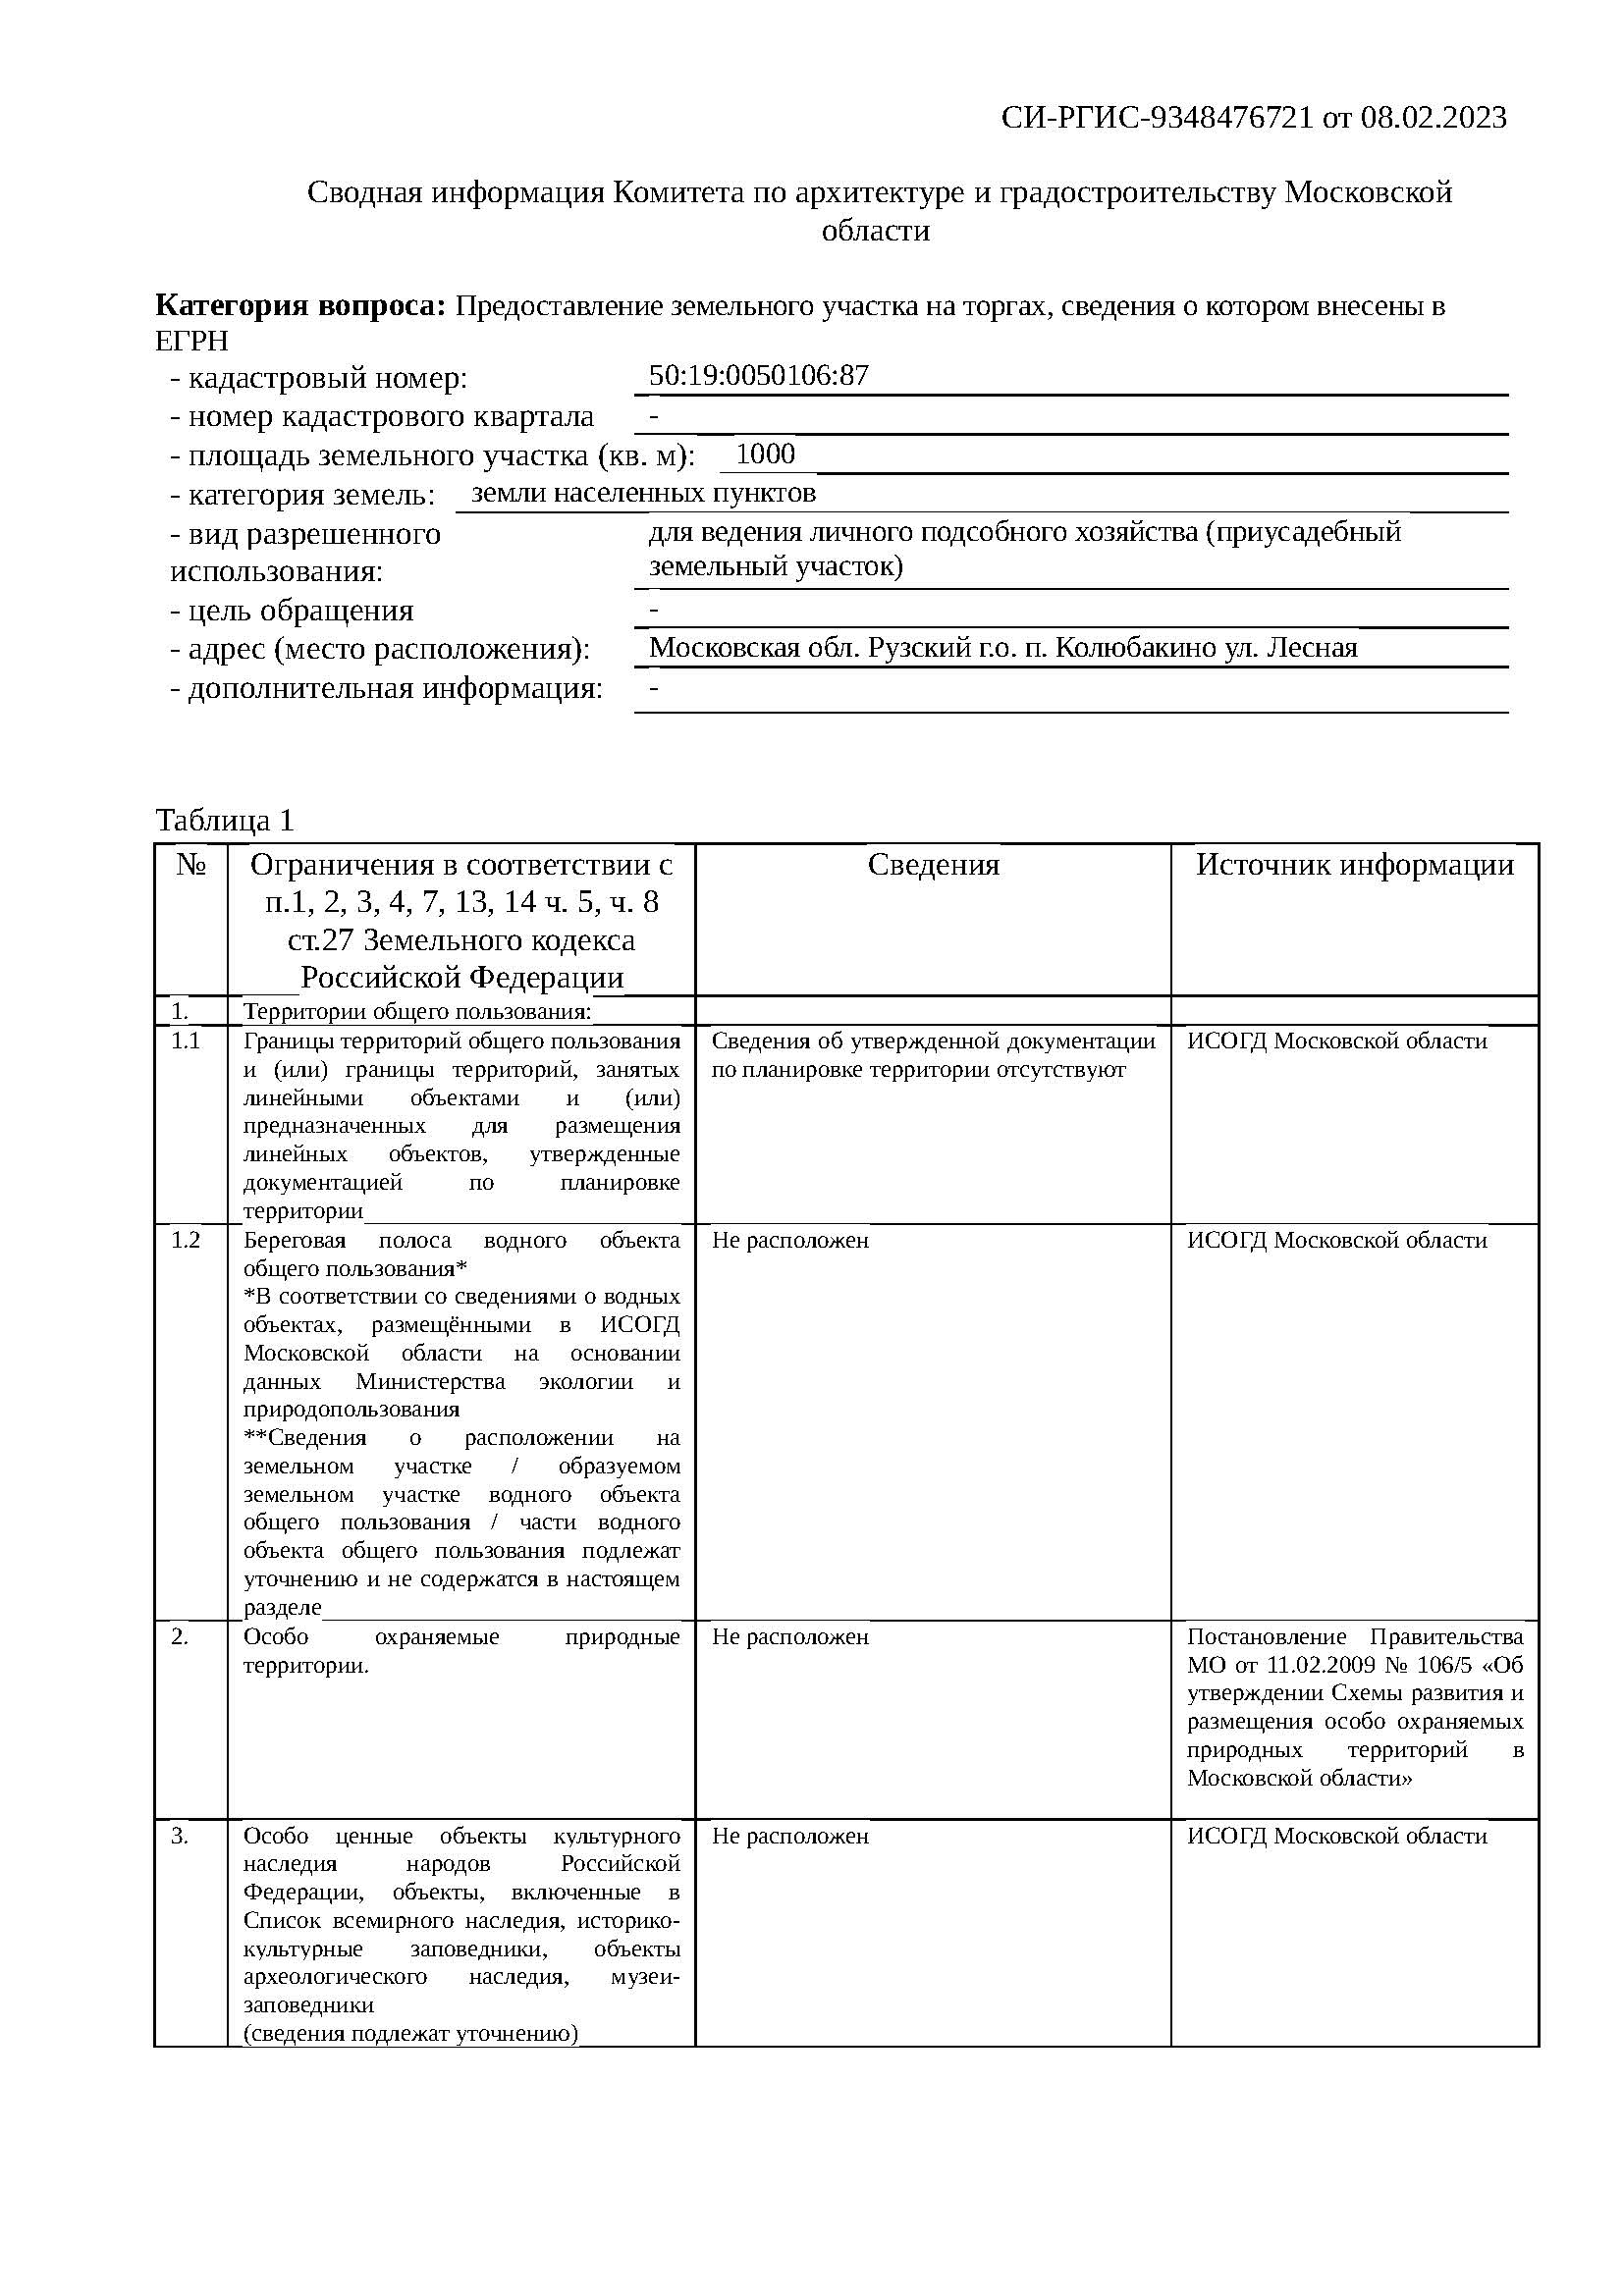 СИ-РГИС-9348476721 от 08.02.2023
Сводная информация Комитета по архитектуре и градостроительству Московской
области
Категория вопроса: Предоставление земельного участка на торгах, сведения о котором внесены в
ЕГРН
- кадастровый номер: 50:19:0050106:87
- номер кадастрового квартала -
- площадь земельного участка (кв. м): 1000
- категория земель: земли населенных пунктов
- вид разрешенного
использования:
для ведения личного подсобного хозяйства (приусадебный
земельный участок)
- цель обращения -
- адрес (место расположения): Московская обл. Рузский г.о. п. Колюбакино ул. Лесная
- дополнительная информация: -
Таблица 1
№
Ограничения в соответствии с
п.1, 2, 3, 4, 7, 13, 14 ч. 5, ч. 8
ст.27 Земельного кодекса
Российской Федерации
Сведения
Источник информации
1.
Территории общего пользования:
1.1
Границы территорий общего пользования
и (или) границы территорий, занятых
линейными объектами и (или)
предназначенных для размещения
линейных объектов, утвержденные
документацией по планировке
территории
Сведения об утвержденной документации
по планировке территории отсутствуют
ИСОГД Московской области
1.2
Береговая полоса водного объекта
общего пользования*
*В соответствии со сведениями о водных
объектах, размещёнными в ИСОГД
Московской области на основании
данных Министерства экологии и
природопользования
**Сведения о расположении на
земельном участке / образуемом
земельном участке водного объекта
общего пользования / части водного
объекта общего пользования подлежат
уточнению и не содержатся в настоящем
разделе
Не расположен
ИСОГД Московской области
2.
Особо охраняемые природные
территории.
Не расположен
Постановление Правительства
МО от 11.02.2009 № 106/5 «Об
утверждении Схемы развития и
размещения особо охраняемых
природных территорий в
Московской области»
3.
Особо ценные объекты культурного
наследия народов Российской
Федерации, объекты, включенные в
Список всемирного наследия, историко-
культурные заповедники, объекты
археологического наследия, музеи-
заповедники
(сведения подлежат уточнению)
Не расположен
ИСОГД Московской области